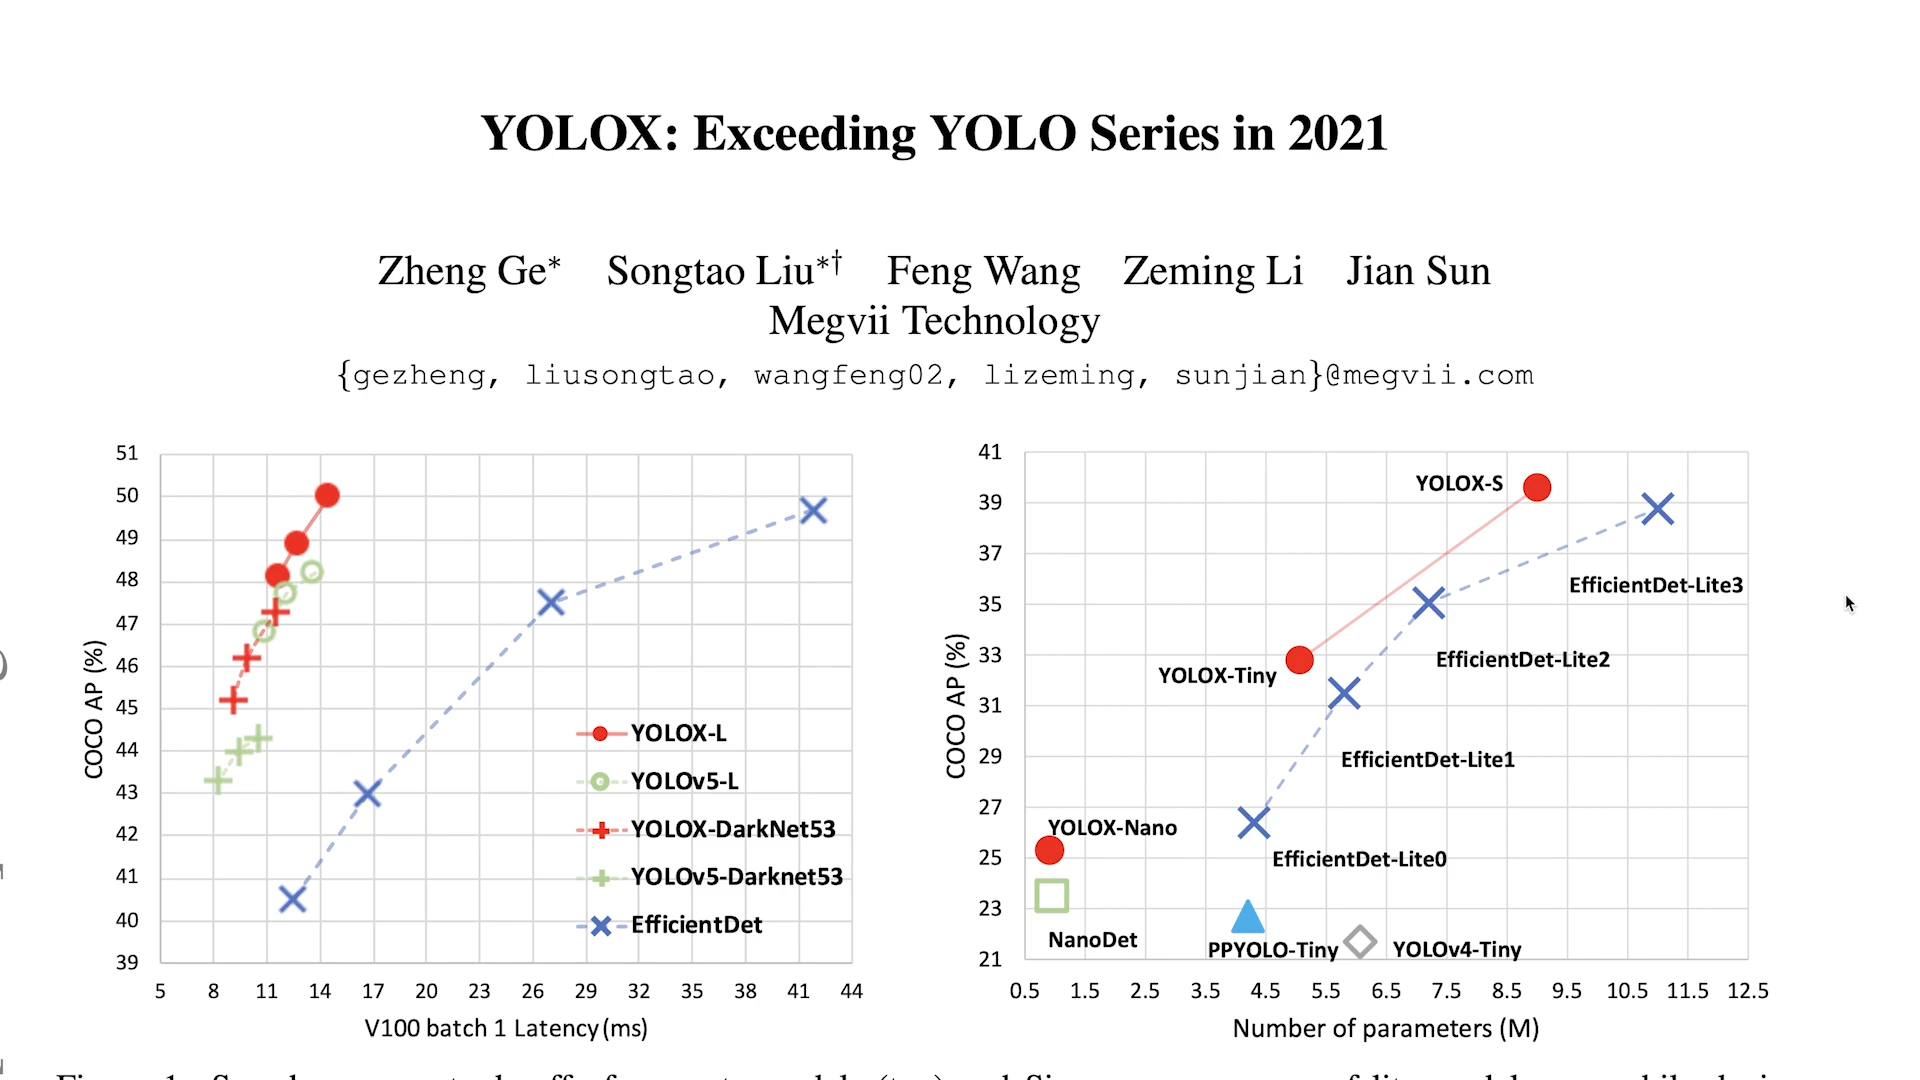 YOLOX: Exceeding YOLO Series in 2021
Zheng Ge* Songtao Liu*† Feng Wang Zeming Li Jian Sun
Megvii Technology
{gezheng, liusongtao, wangfeng02, lizeming, sunjian}@megvii.com
51
50
49
48
47
46
45
44
43
42
41
40
39
COCO AP (%)
YOLOX-L
YOLOv5-L
YOLOX-DarkNet53
YOLOv5-Darknet53
EfficientDet
5 8 11 14 17 20 23 26 29 32 35 38 41 44
V100 batch 1 Latency (ms)
41
39
37
35
33
31
29
27
25
23
21
COCO AP (%)
YOLOX-S
EfficientDet-Lite3
EfficientDet-Lite2
YOLOX-Tiny
EfficientDet-Lite1
YOLOX-Nano
EfficientDet-Lite0
NanoDet
PPYOLO-Tiny
YOLOv4-Tiny
0.5 1.5 2.5 3.5 4.5 5.5 6.5 7.5 8.5 9.5 10.5 11.5 12.5
Number of parameters (M)